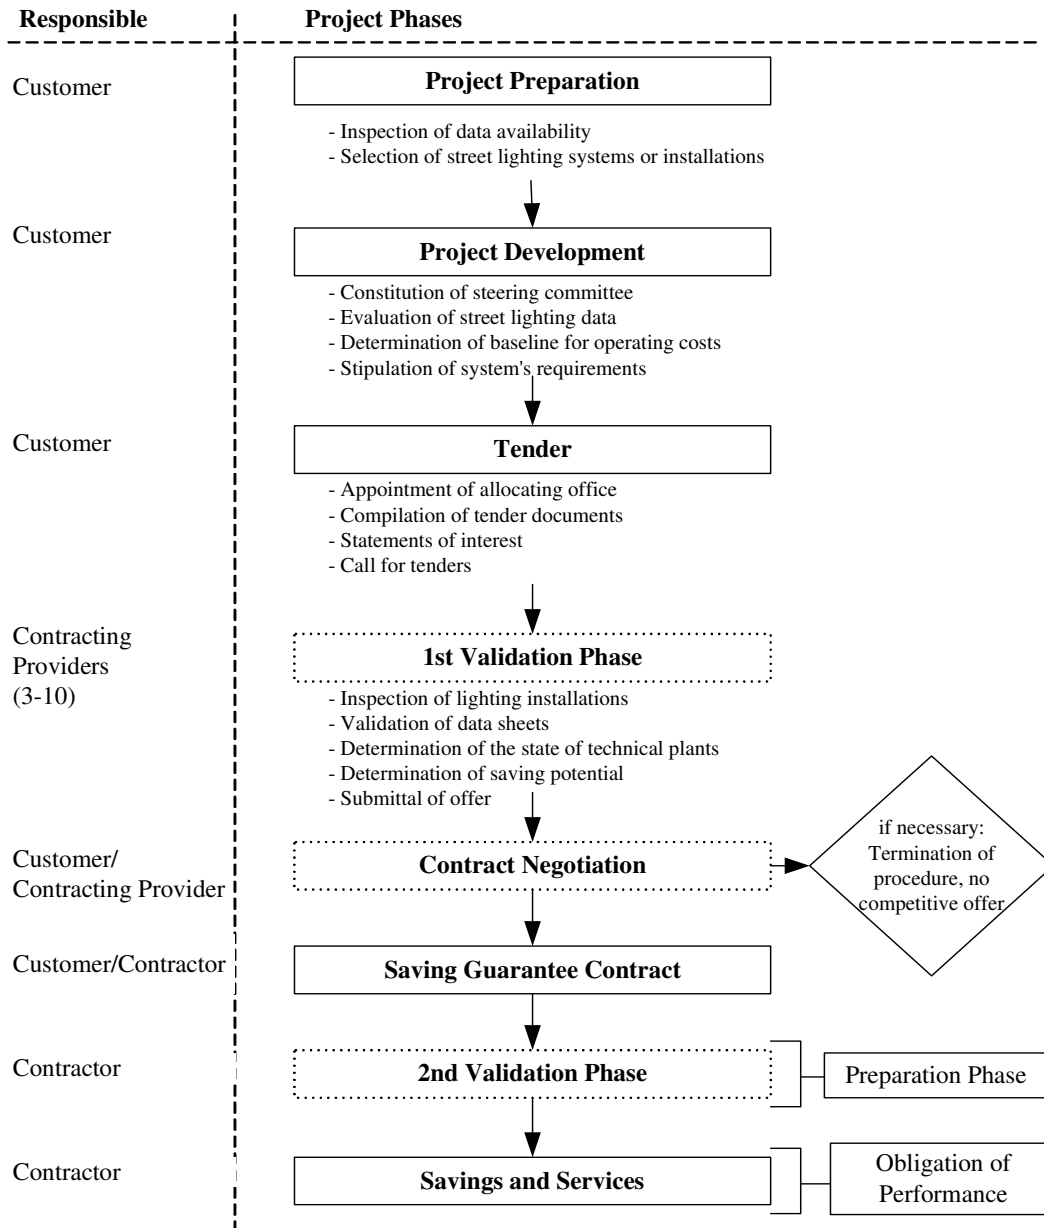 Responsible
Project Phases
Customer
Project Preparation
- Inspection of data availability
- Selection of street lighting systems or installations
Customer
Project Development
- Constitution of steering committee
- Evaluation of street lighting data
- Determination of baseline for operating costs
- Stipulation of system's requirements
Customer
Tender
- Appointment of allocating office
- Compilation of tender documents
- Statements of interest
- Call for tenders
Contracting
Providers
(3-10)
1st Validation Phase
- Inspection of lighting installations
- Validation of data sheets
- Determination of the state of technical plants
- Determination of saving potential
- Submittal of offer
Customer/
Contracting Provider
Contract Negotiation
if necessary:
Termination of
procedure, no
competitive offer
Customer/Contractor
Saving Guarantee Contract
Contractor
2nd Validation Phase
Preparation Phase
Contractor
Savings and Services
Obligation of
Performance